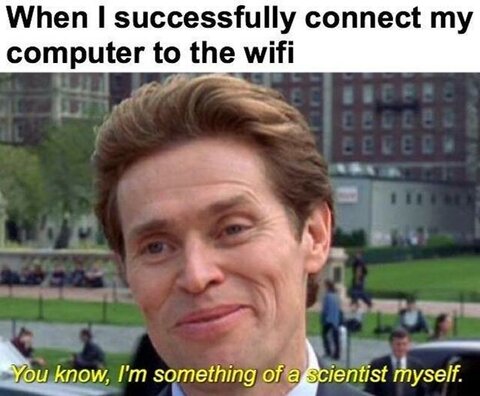 When I successfully connect my
computer to the wifi
You know, I'm something of a scientist myself.